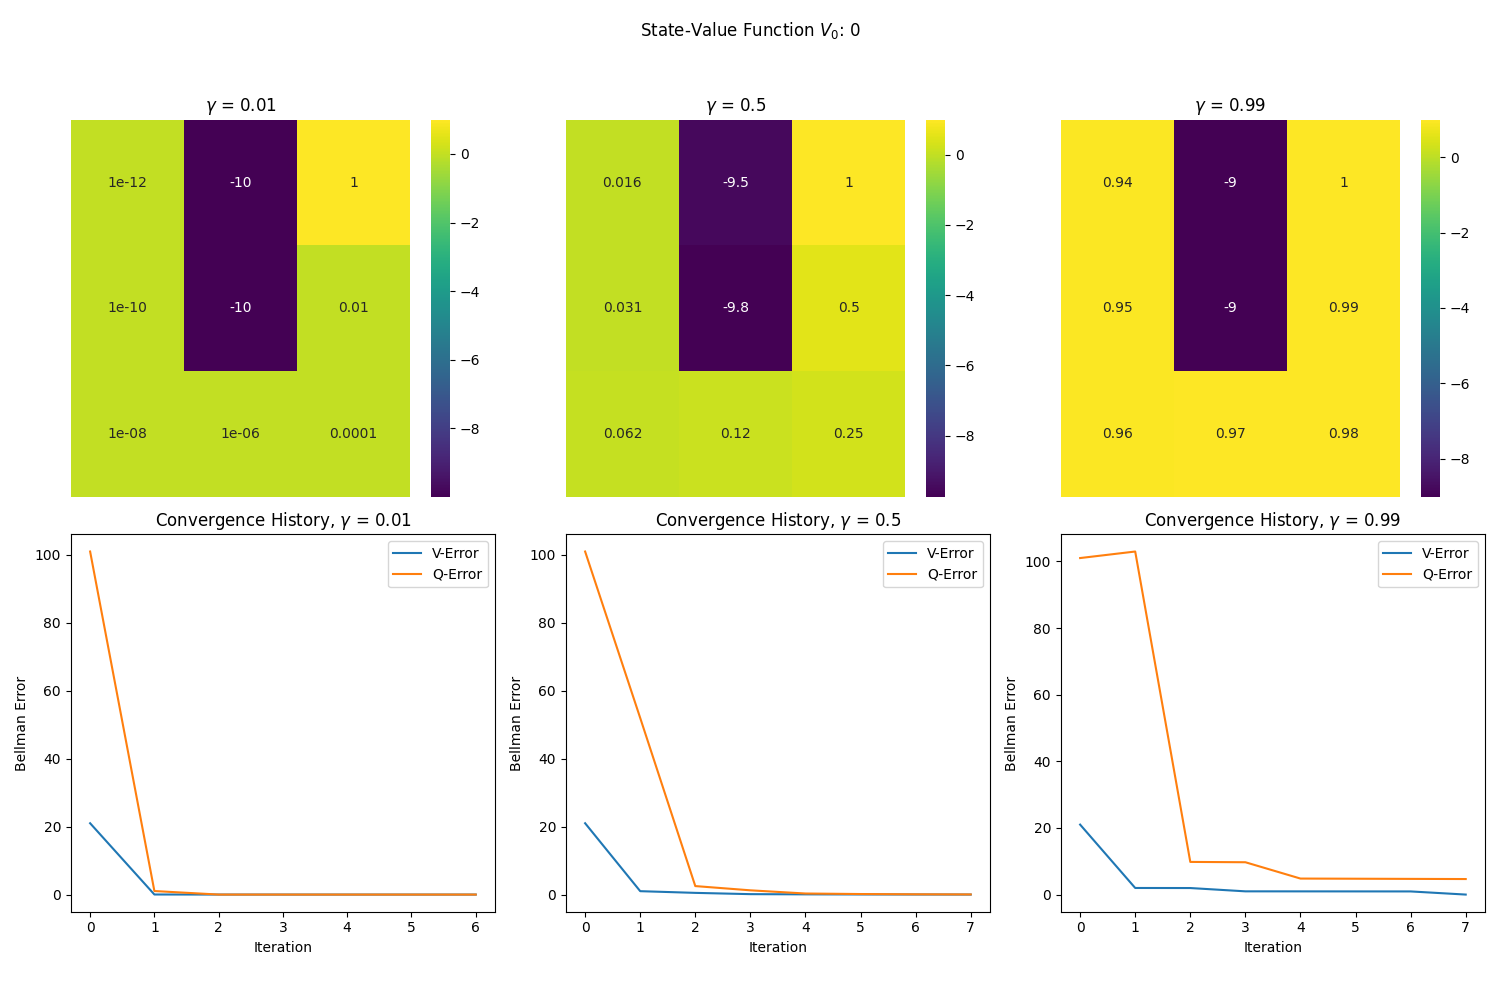 State-Value Function $V_0$: 0
γ = 0.01
γ = 0.5
γ = 0.99
1e-12 -10 1
1e-10 -10 0.01
1e-08 1e-06 0.0001
0
−2
−4
−6
−8
0.016 -9.5 1
0.031 -9.8 0.5
0.062 0.12 0.25
0
−2
−4
−6
−8
0.94 -9 1
0.95 -9 0.99
0.96 0.97 0.98
0
−2
−4
−6
−8
Convergence History, γ = 0.01
V-Error
Q-Error
100
80
60
40
20
0
Bellman Error
0 1 2 3 4 5 6
Iteration
Convergence History, γ = 0.5
V-Error
Q-Error
100
80
60
40
20
0
Bellman Error
0 1 2 3 4 5 6 7
Iteration
Convergence History, γ = 0.99
V-Error
Q-Error
100
80
60
40
20
0
Bellman Error
0 1 2 3 4 5 6 7
Iteration